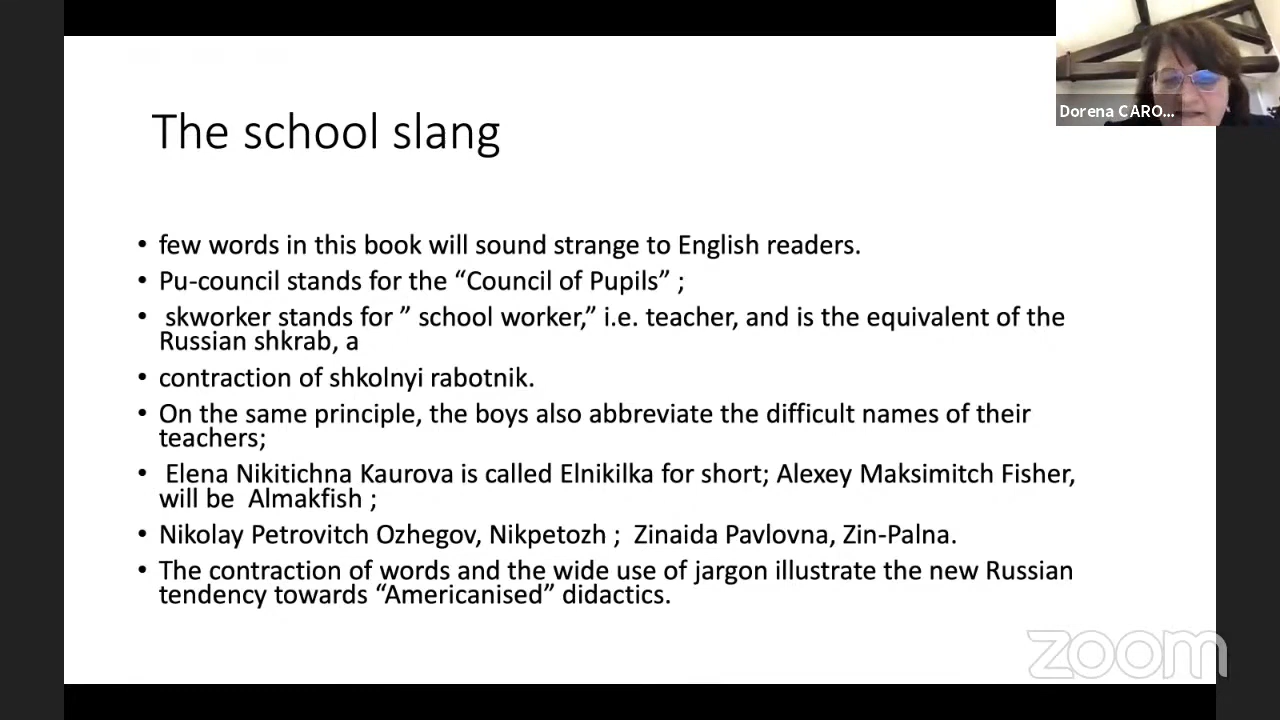 Dorena CARO...
The school slang
• few words in this book will sound strange to English readers.
• Pu-council stands for the “Council of Pupils” ;
• skworker stands for ” school worker,” i.e. teacher, and is the equivalent of the
Russian shkrab, a
• contraction of shkolnyi rabotnik.
• On the same principle, the boys also abbreviate the difficult names of their
teachers;
• Elena Nikitichna Kaurova is called Elnikilka for short; Alexey Maksimitch Fisher,
will be Almakfish ;
• Nikolay Petrovitch Ozhegov, Nikpetozh ; Zinaida Pavlovna, Zin-Palna.
• The contraction of words and the wide use of jargon illustrate the new Russian
tendency towards “Americanised” didactics.
zoom